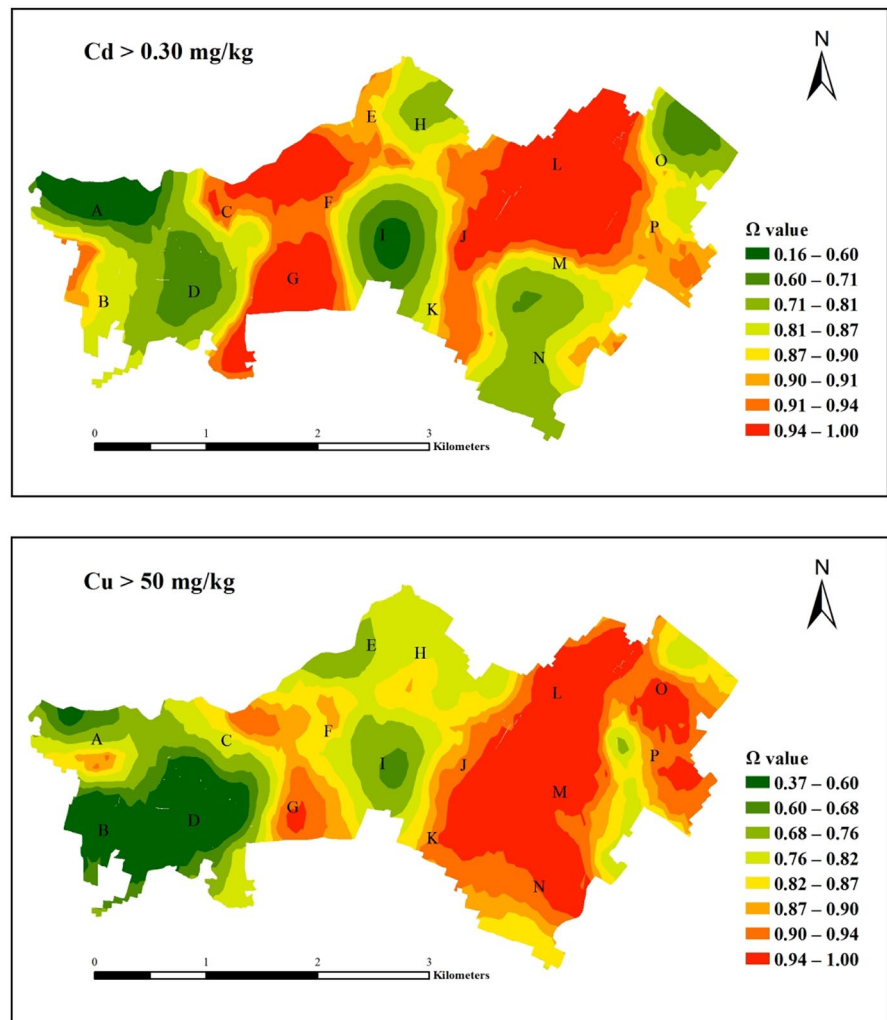 Cd > 0.30 mg/kg
N
E
H
L
O
A
C
F
I
J
P
M
B
D
G
K
N
Ω value
0.16 – 0.60
0.60 – 0.71
0.71 – 0.81
0.81 – 0.87
0.87 – 0.90
0.90 – 0.91
0.91 – 0.94
0.94 – 1.00
0 1 2 3
Kilometers
Cu > 50 mg/kg
N
E
H
L
O
A
C
F
I
J
P
M
B
D
G
K
N
Ω value
0.37 – 0.60
0.60 – 0.68
0.68 – 0.76
0.76 – 0.82
0.82 – 0.87
0.87 – 0.90
0.90 – 0.94
0.94 – 1.00
0 1 2 3
Kilometers